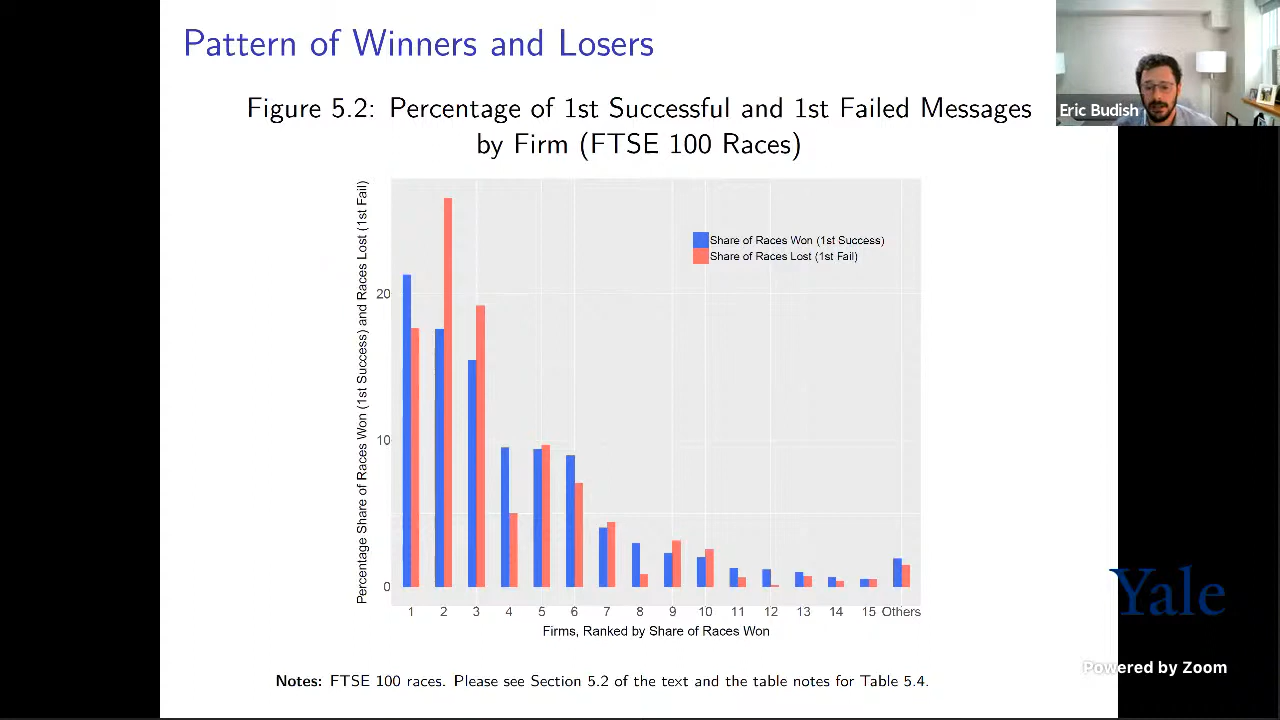 Pattern of Winners and Losers
Eric Budish
Figure 5.2: Percentage of 1st Successful and 1st Failed Messages
by Firm (FTSE 100 Races)
Percentage Share of Races Won (1st Success) and Races Lost (1st Fail)
Share of Races Won (1st Success)
Share of Races Lost (1st Fail)
20
10
0
1 2 3 4 5 6 7 8 9 10 11 12 13 14 15 Others
Firms, Ranked by Share of Races Won
Notes: FTSE 100 races. Please see Section 5.2 of the text and the table notes for Table 5.4.
Yale
Powered by Zoom